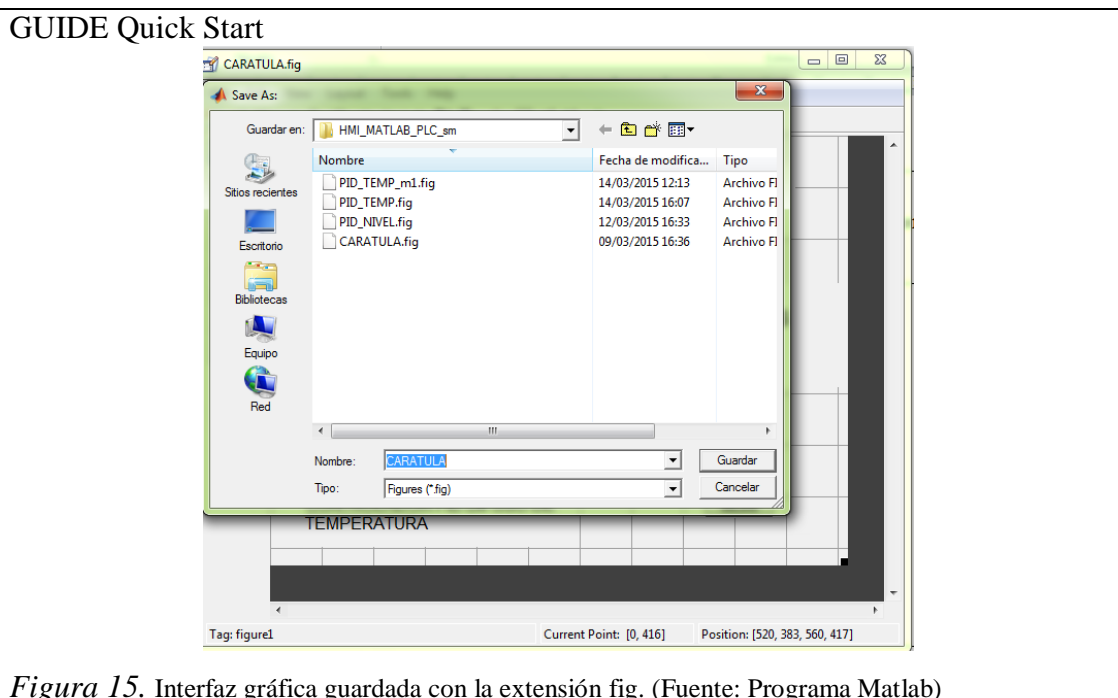 GUIDE Quick Start
CARATULA.fig
Save As:
Guardar en: HMI_MATLAB_PLC_sm
Nombre Fecha de modifica... Tipo
PID_TEMP_m1.fig 14/03/2015 12:13 Archivo FI
PID_TEMP.fig 14/03/2015 16:07 Archivo FI
PID_NIVEL.fig 12/03/2015 16:33 Archivo FI
CARATULA.fig 09/03/2015 16:36 Archivo FI
Sitios recientes
Escritorio
Bibliotecas
Equipo
Red
Nombre: CARATULA Guardar
Tipo: Figures (*.fig) Cancelar
TEMPERATURA
Tag: figure1 Current Point: [0, 416] Position: [520, 383, 560, 417]
Figura 15. Interfaz gráfica guardada con la extensión fig. (Fuente: Programa Matlab)